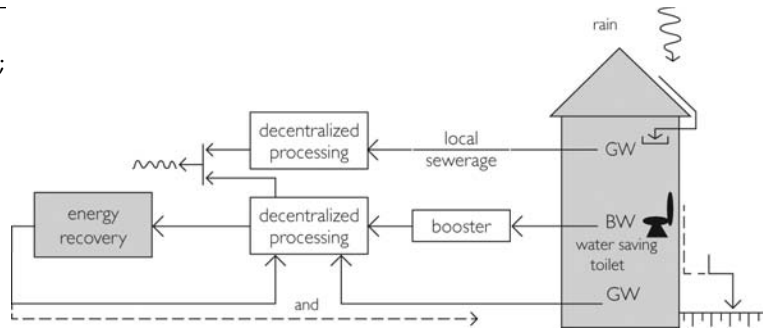 ;
rain
decentralized
processing
local
sewerage
GW
energy
recovery
decentralized
processing
booster
BW
water saving
toilet
and
GW